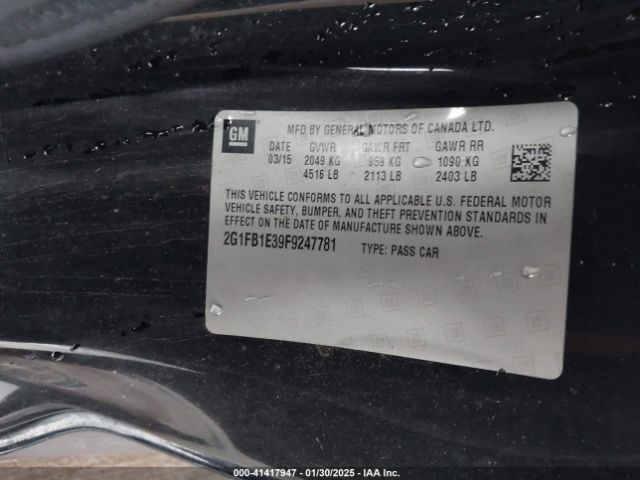 GM
MFD BY GENERAL MOTORS OF CANADA LTD.
DATE GVWR GAWR FRT GAWR RR
03/15 2049 KG 959 KG 1090 KG
4516 LB 2113 LB 2403 LB
THIS VEHICLE CONFORMS TO ALL APPLICABLE U.S. FEDERAL MOTOR
VEHICLE SAFETY, BUMPER, AND THEFT PREVENTION STANDARDS IN
EFFECT ON THE DATE OF MANUFACTURE SHOWN ABOVE.
2G1FB1E39F9247781 TYPE: PASS CAR
000-41417947 - 01/30/2025 - IAA Inc.